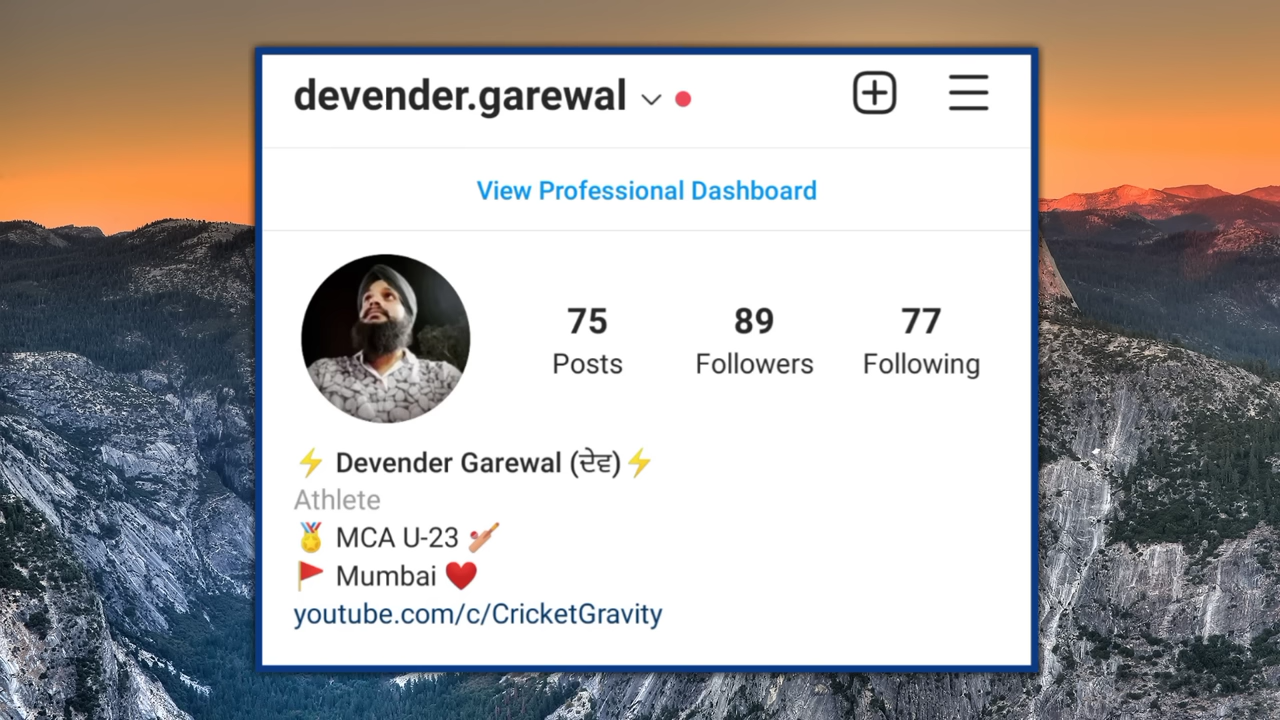 devender.garewal
View Professional Dashboard
75 89 77
Posts Followers Following
⚡ Devender Garewal (ਦੇਵ)⚡
Athlete
🏅 MCA U-23 🏏
🚩 Mumbai ❤️
youtube.com/c/CricketGravity